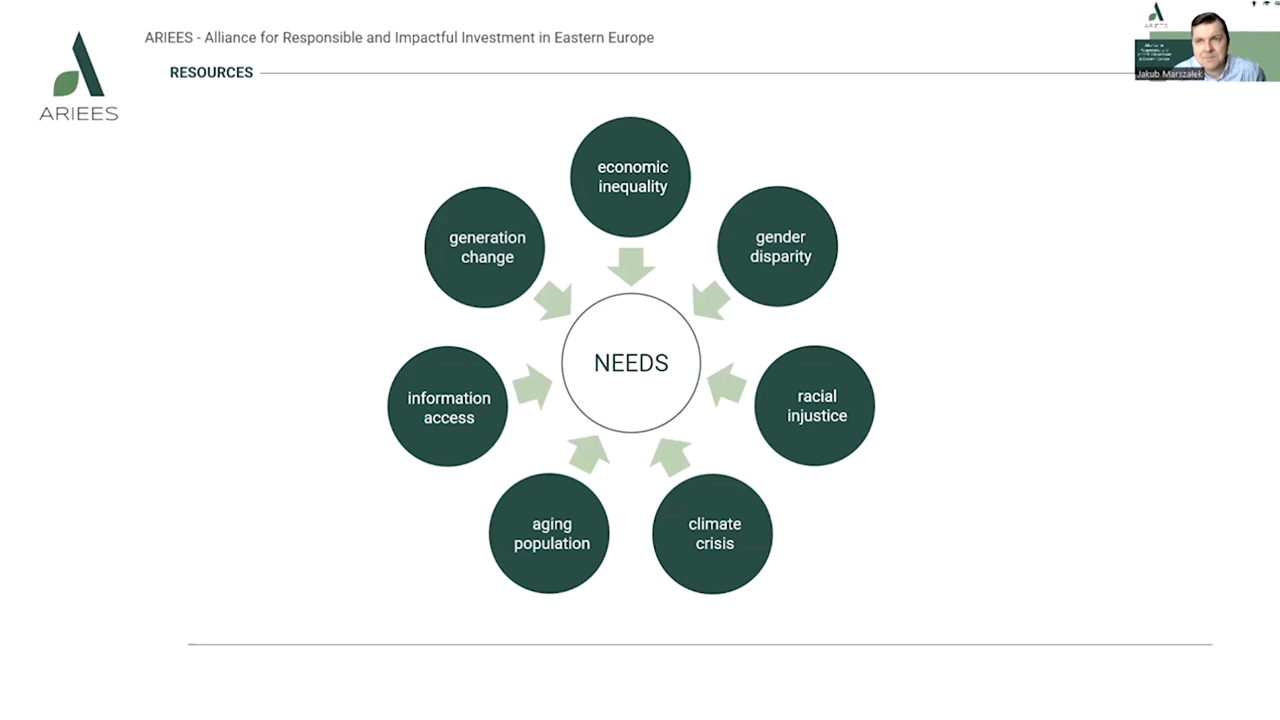 ARIEES - Alliance for Responsible and Impactful Investment in Eastern Europe
RESOURCES
ARIEES
economic
inequality
generation
change
gender
disparity
NEEDS
information
access
racial
injustice
aging
population
climate
crisis
Jakub Marszałek